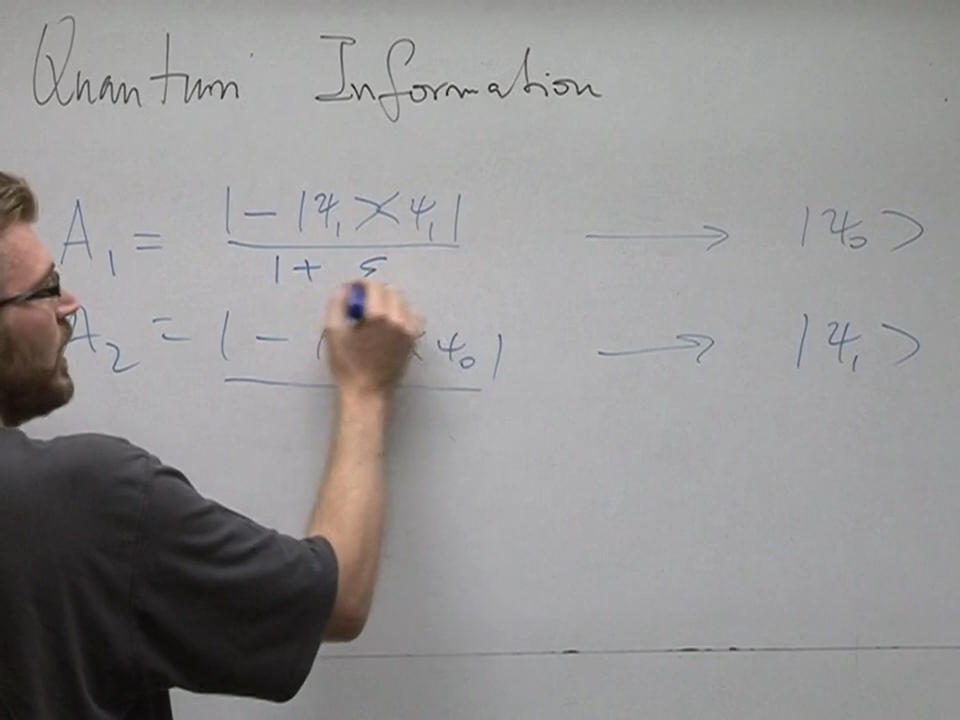 Quantum Information
A₁ = 1 - |ψ₁><ψ₁| ⟶ |ψ₀>
1 + 
A₂ = 1 - | ψ₀| ⟶ |ψ₁>